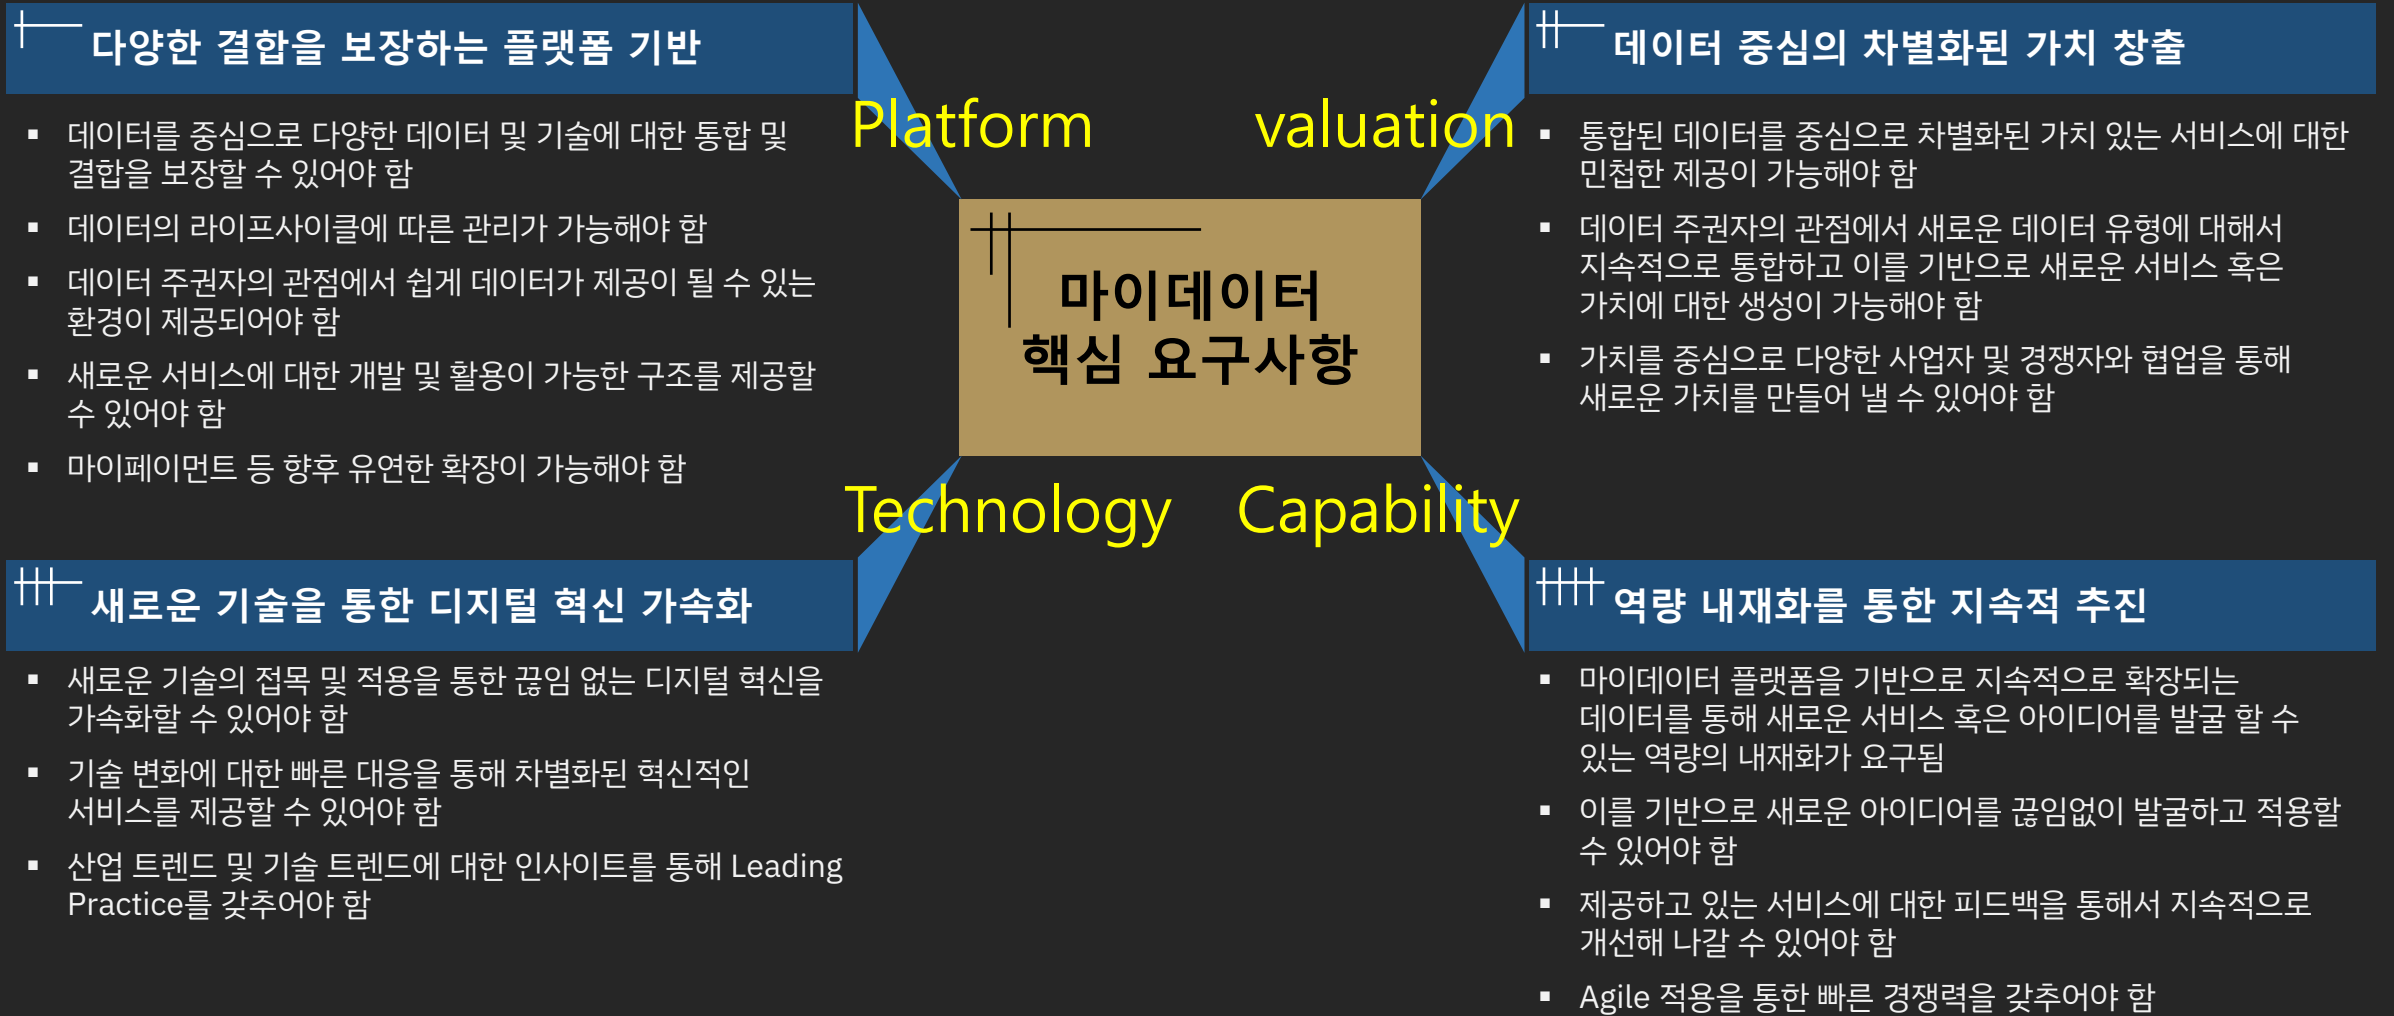 다양한 결합을 보장하는 플랫폼 기반
▪ 데이터를 중심으로 다양한 데이터 및 기술에 대한 통합 및
결합을 보장할 수 있어야 함
▪ 데이터의 라이프사이클에 따른 관리가 가능해야 함
▪ 데이터 주권자의 관점에서 쉽게 데이터가 제공이 될 수 있는
환경이 제공되어야 함
▪ 새로운 서비스에 대한 개발 및 활용이 가능한 구조를 제공할
수 있어야 함
▪ 마이페이먼트 등 향후 유연한 확장이 가능해야 함
Platform
valuation
데이터 중심의 차별화된 가치 창출
▪ 통합된 데이터를 중심으로 차별화된 가치 있는 서비스에 대한
민첩한 제공이 가능해야 함
▪ 데이터 주권자의 관점에서 새로운 데이터 유형에 대해서
지속적으로 통합하고 이를 기반으로 새로운 서비스 혹은
가치에 대한 생성이 가능해야 함
▪ 가치를 중심으로 다양한 사업자 및 경쟁자와 협업을 통해
새로운 가치를 만들어 낼 수 있어야 함
마이데이터
핵심 요구사항
Technology
Capability
새로운 기술을 통한 디지털 혁신 가속화
▪ 새로운 기술의 접목 및 적용을 통한 끊임 없는 디지털 혁신을
가속화할 수 있어야 함
▪ 기술 변화에 대한 빠른 대응을 통해 차별화된 혁신적인
서비스를 제공할 수 있어야 함
▪ 산업 트렌드 및 기술 트렌드에 대한 인사이트를 통해 Leading
Practice를 갖추어야 함
역량 내재화를 통한 지속적 추진
▪ 마이데이터 플랫폼을 기반으로 지속적으로 확장되는
데이터를 통해 새로운 서비스 혹은 아이디어를 발굴 할 수
있는 역량의 내재화가 요구됨
▪ 이를 기반으로 새로운 아이디어를 끊임없이 발굴하고 적용할
수 있어야 함
▪ 제공하고 있는 서비스에 대한 피드백을 통해서 지속적으로
개선해 나갈 수 있어야 함
▪ Agile 적용을 통한 빠른 경쟁력을 갖추어야 함